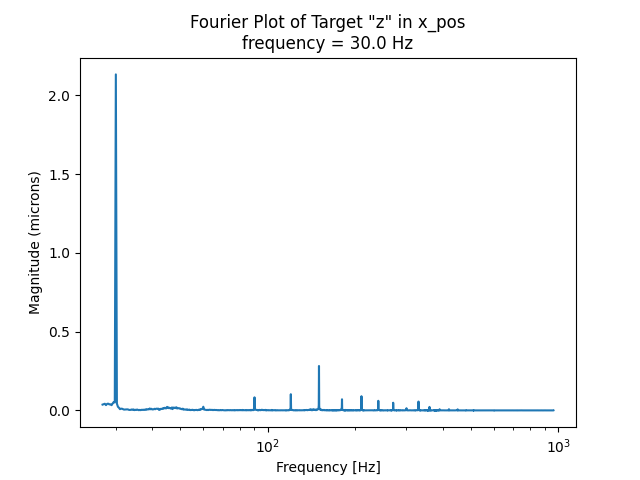 Fourier Plot of Target "z" in x_pos
frequency = 30.0 Hz
Magnitude (microns)
2.0
1.5
1.0
0.5
0.0
10²
10³
Frequency [Hz]